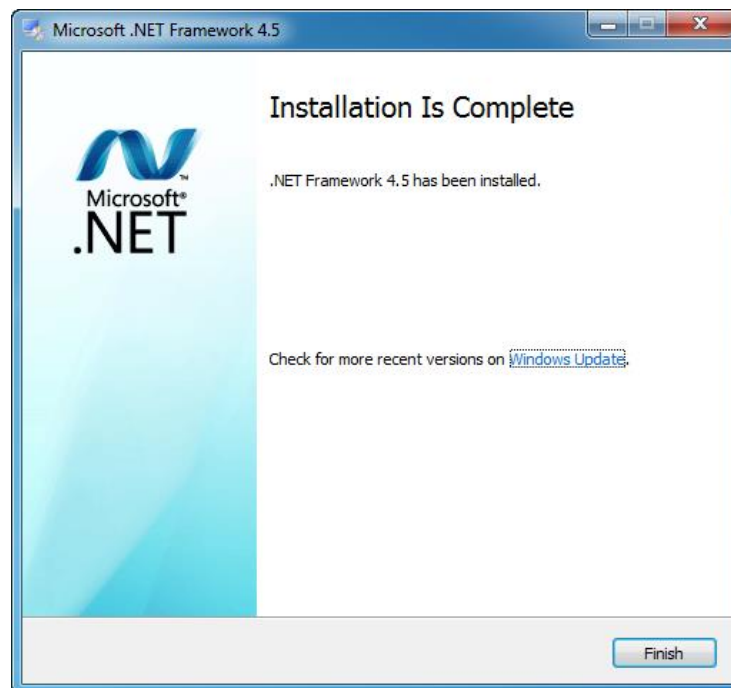 Microsoft .NET Framework 4.5
Installation Is Complete
.NET Framework 4.5 has been installed.
TM
Microsoft®
.NET
Check for more recent versions on Windows Update.
Finish